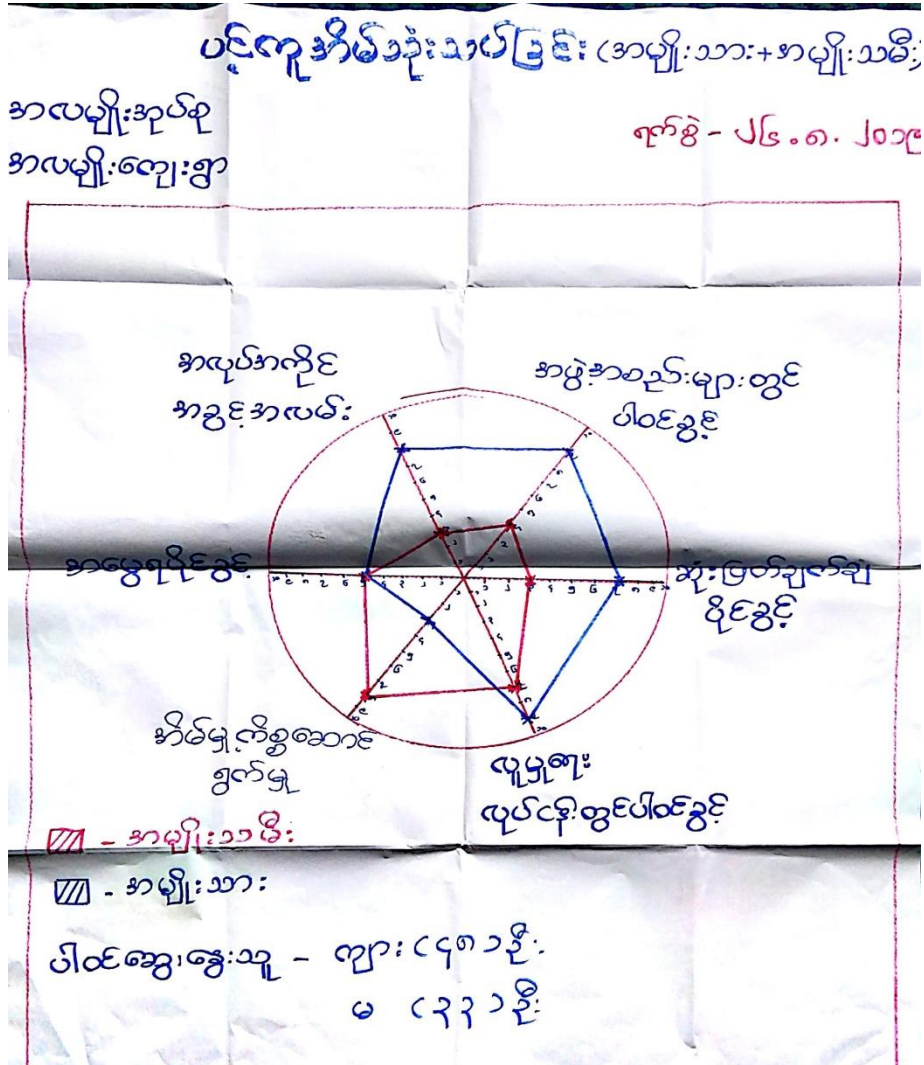 ပင့်ကူအိမ်သုံးသပ်ခြင်း (အမျိုးသား+အမျိုးသမီး)
အလမျိုးအုပ်စု
အလမျိုးကျေးရွာ
ရက်စွဲ - ၂၆.၈.၂၀၁၉
အလုပ်အကိုင်
အခွင့်အလမ်း
အဖွဲ့အစည်းများတွင်
ပါဝင်ခွင့်
အမွေရပိုင်ခွင့်
ဆုံးဖြတ်ချက်ချ
ပိုင်ခွင့်
အိမ်မှုကိစ္စဆောင်
ရွက်မှု
လူမှုရေး
လုပ်ငန်းတွင်ပါဝင်ခွင့်
- အမျိုးသမီး
- အမျိုးသား
ပါဝင်ဆွေးနွေးသူ - ကျား (၄၈) ဦး
မ (၃၃) ဦး